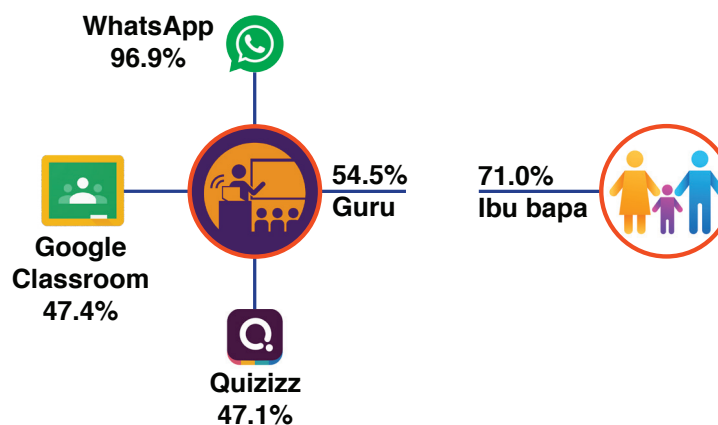 WhatsApp
96.9%
54.5%
Guru
71.0%
Ibu bapa
Google
Classroom
47.4%
Quizizz
47.1%